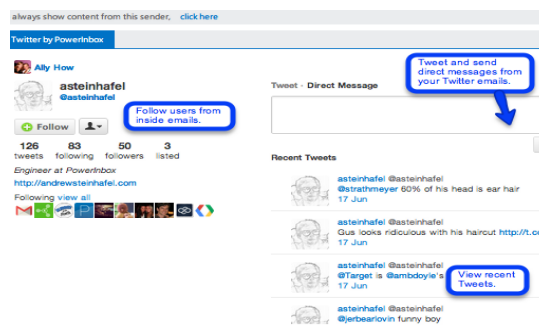 always show content from this sender, click here
Twitter by PowerInbox
Ally How
asteinhafel
@asteinhafel
Follow
126 83 50 3
tweets following followers listed
Engineer at PowerInbox
http://andrewsteinhafel.com
Following view all
Follow users from
inside emails.
Tweet and send
direct messages from
your Twitter emails.
Tweet · Direct Message
Recent Tweets
asteinhafel @asteinhafel
@strathmeyer 60% of his head is ear hair
17 Jun
asteinhafel @asteinhafel
Gus looks ridiculous with his haircut http://t.c
17 Jun
asteinhafel @asteinhafel
@Target is @ambdoyle's
17 Jun
View recent
Tweets.
asteinhafel @asteinhafel
@jerbearlovin funny boy